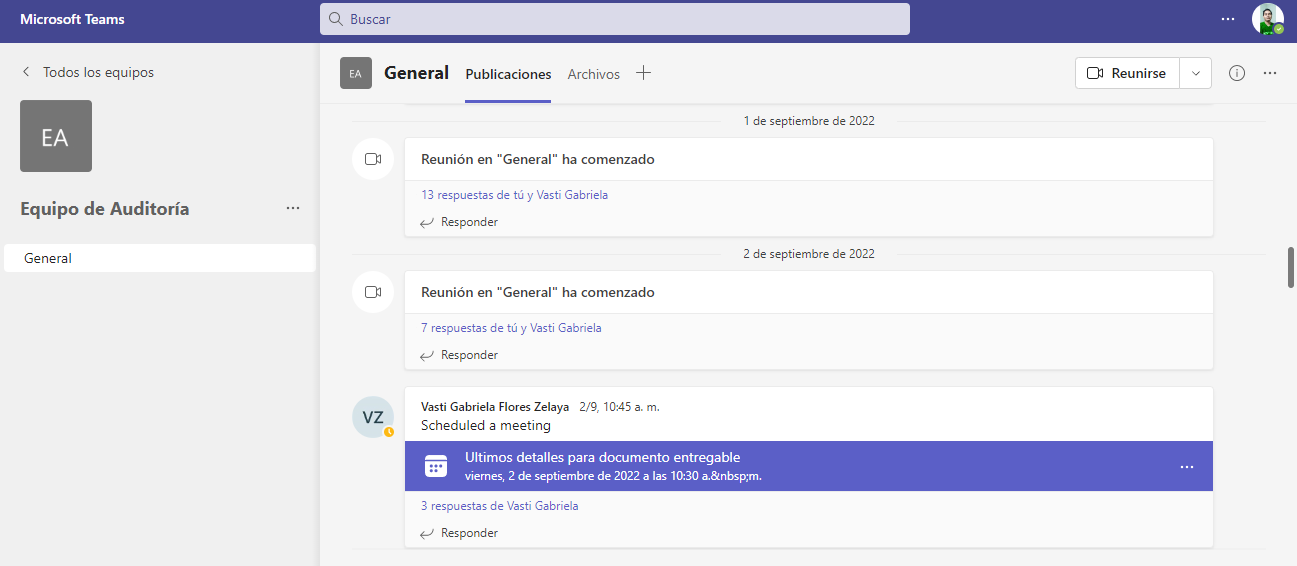 Microsoft Teams
Buscar
Todos los equipos
EA
Equipo de Auditoría
General
EA
General
Publicaciones
Archivos
Reunirse
1 de septiembre de 2022
Reunión en "General" ha comenzado
13 respuestas de tú y Vasti Gabriela
Responder
2 de septiembre de 2022
Reunión en "General" ha comenzado
7 respuestas de tú y Vasti Gabriela
Responder
VZ
Vasti Gabriela Flores Zelaya 2/9, 10:45 a. m.
Scheduled a meeting
Ultimos detalles para documento entregable
viernes, 2 de septiembre de 2022 a las 10:30 a.&nbsp;m.
3 respuestas de Vasti Gabriela
Responder